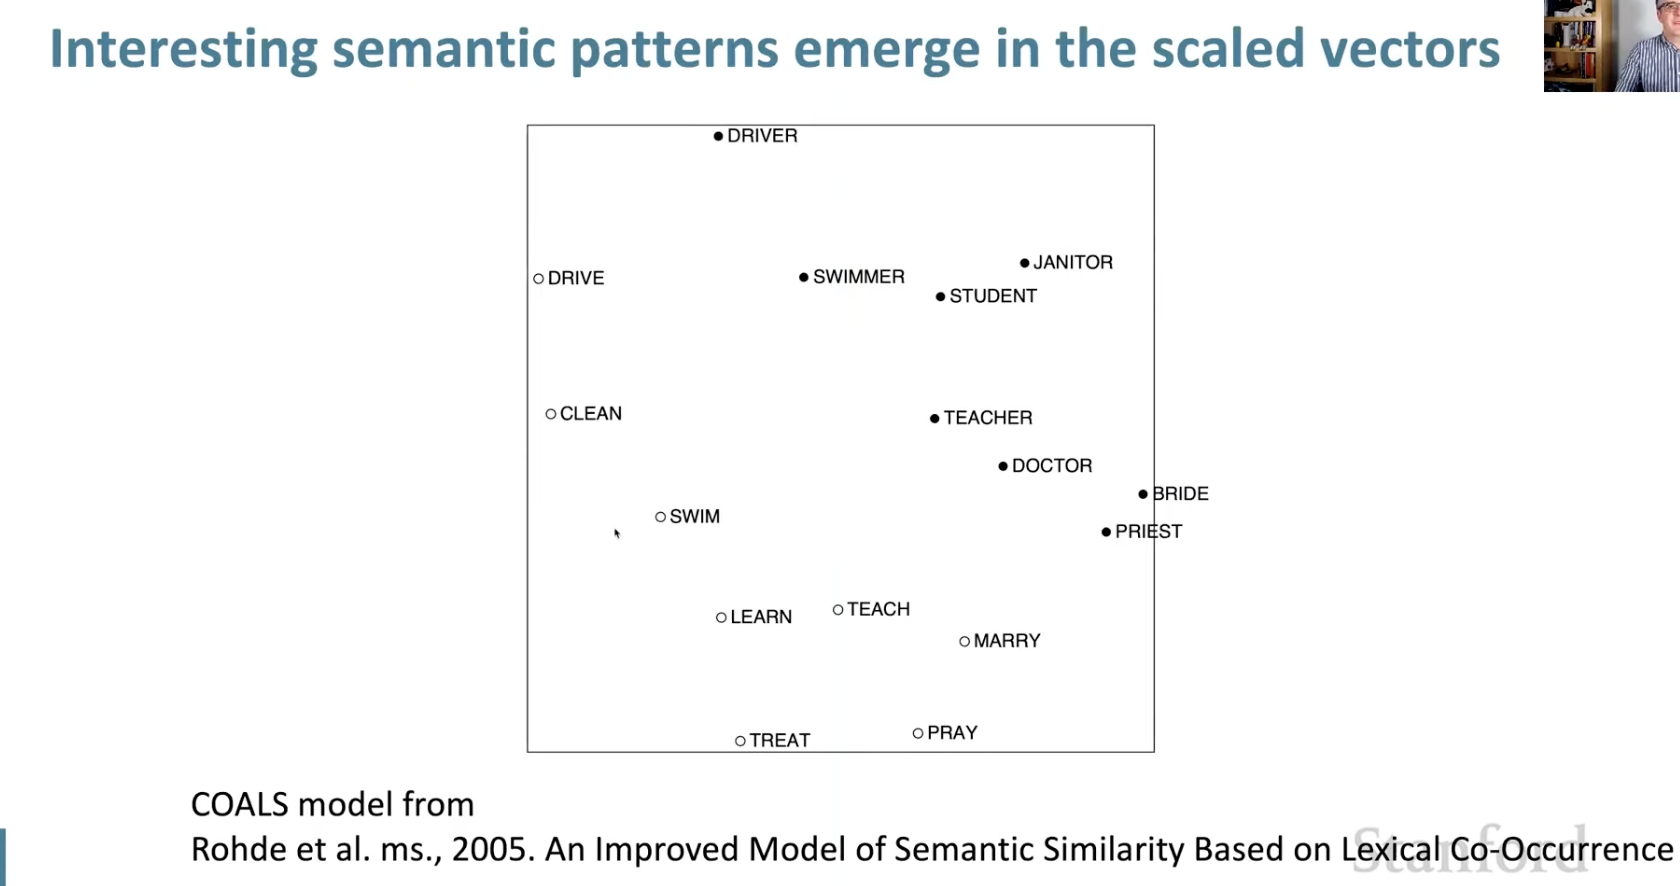 Interesting semantic patterns emerge in the scaled vectors
DRIVER
JANITOR
DRIVE
SWIMMER
STUDENT
CLEAN
TEACHER
DOCTOR
BRIDE
SWIM
PRIEST
LEARN
TEACH
MARRY
TREAT
PRAY
COALS model from
Rohde et al. ms., 2005. An Improved Model of Semantic Similarity Based on Lexical Co-Occurrence
Stanford